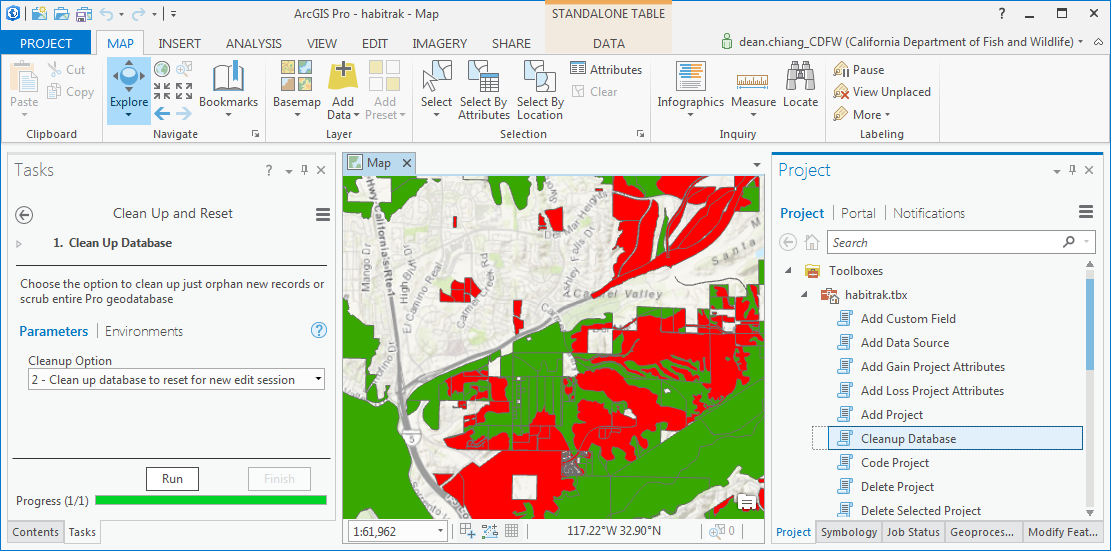 ArcGIS Pro - habitrak - Map
STANDALONE TABLE
PROJECT MAP INSERT ANALYSIS VIEW EDIT IMAGERY SHARE DATA
dean.chiang_CDFW (California Department of Fish and Wildlife)
Paste
Cut
Copy
Clipboard
Explore
Bookmarks
Navigate
Basemap
Add Data
Add Preset
Layer
Select
Select By Attributes
Select By Location
Attributes
Clear
Selection
Infographics
Measure
Locate
Inquiry
Pause
View Unplaced
More
Labeling
Tasks
Clean Up and Reset
1. Clean Up Database
Choose the option to clean up just orphan new records or
scrub entire Pro geodatabase
Parameters | Environments
Cleanup Option
2 - Clean up database to reset for new edit session
Run
Finish
Progress (1/1)
Contents Tasks
Map
Hwy California's Rte 1
Mango Dr
High Bluff Dr
El Camino Real
Carmel Creek Rd
Del Mar Heights
Ashley Falls Dr
Carmel Valley
Santa
5
1:61,962
117.22°W 32.90°N
0
Project
Project | Portal | Notifications
Search
Toolboxes
habitrak.tbx
Add Custom Field
Add Data Source
Add Gain Project Attributes
Add Loss Project Attributes
Add Project
Cleanup Database
Code Project
Delete Project
Delete Selected Project
Project Symbology Job Status Geoproces... Modify Feat...